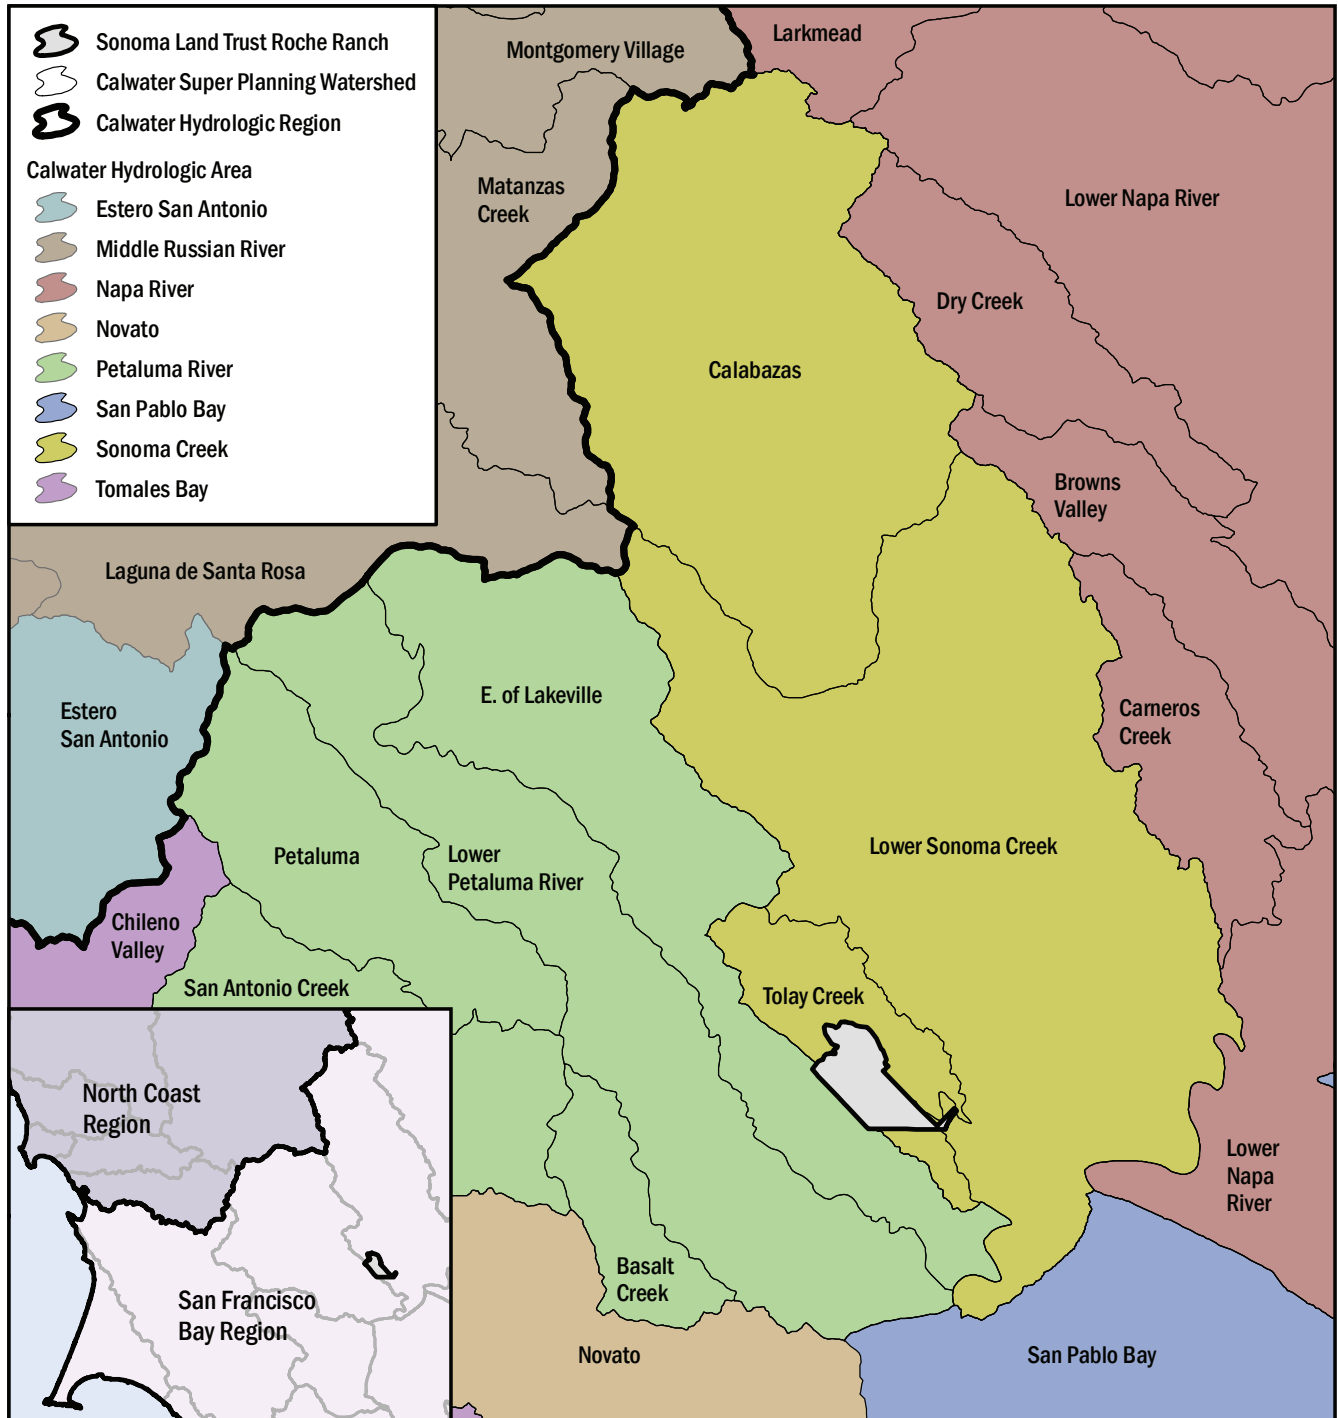 Sonoma Land Trust Roche Ranch
Calwater Super Planning Watershed
Calwater Hydrologic Region
Calwater Hydrologic Area
Estero San Antonio
Middle Russian River
Napa River
Novato
Petaluma River
San Pablo Bay
Sonoma Creek
Tomales Bay
Montgomery Village
Larkmead
Matanzas
Creek
Lower Napa River
Dry Creek
Calabazas
Browns
Valley
Laguna de Santa Rosa
Estero
San Antonio
E. of Lakeville
Carneros
Creek
Petaluma
Lower
Petaluma River
Lower Sonoma Creek
Chileno
Valley
San Antonio Creek
Tolay Creek
Lower
Napa
River
Basalt
Creek
Novato
San Pablo Bay
North Coast
Region
San Francisco
Bay Region